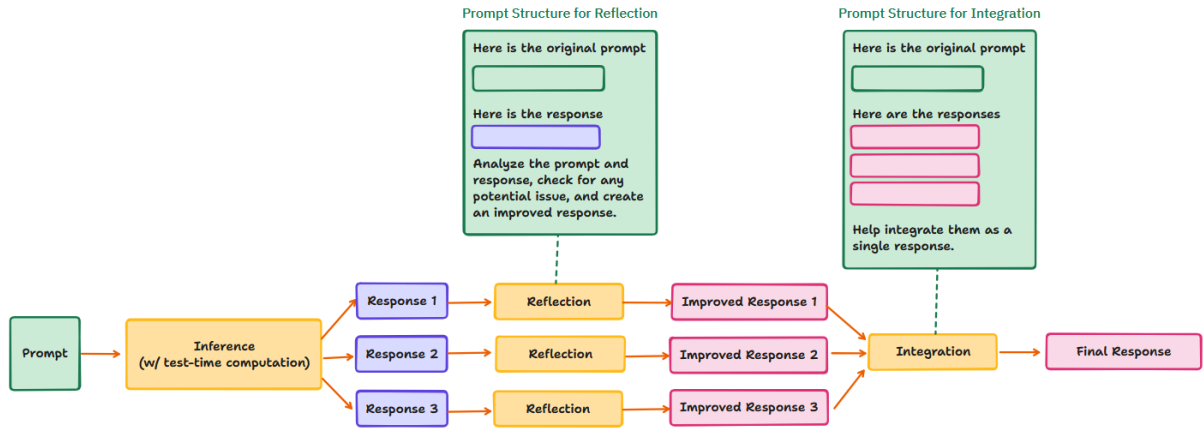 Prompt Structure for Reflection
Here is the original prompt
Here is the response
Analyze the prompt and
response, check for any
potential issue, and create
an improved response.
Prompt Structure for Integration
Here is the original prompt
Here are the responses
Help integrate them as a
single response.
Prompt
Inference
(w/ test-time computation)
Response 1
Reflection
Improved Response 1
Response 2
Reflection
Improved Response 2
Response 3
Reflection
Improved Response 3
Integration
Final Response